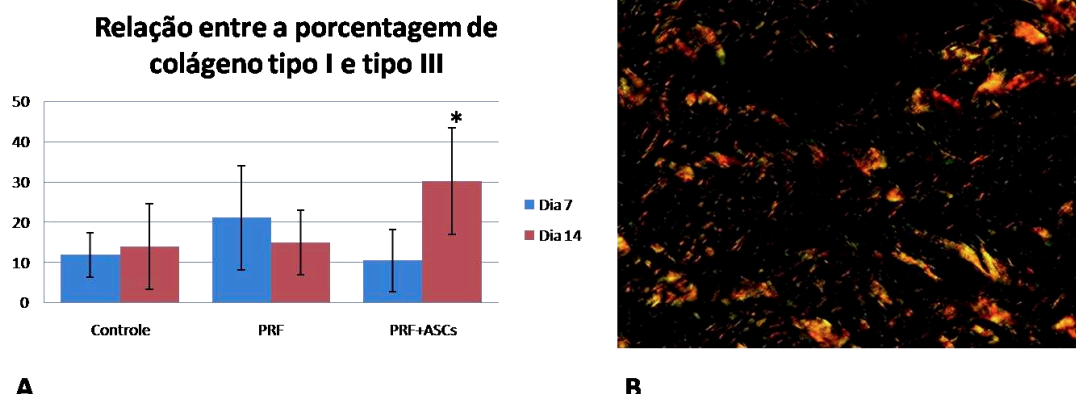 Relação entre a porcentagem de
colágeno tipo I e tipo III
50
40
30
20
10
0
*
Controle
PRF
PRF+ASCs
Dia 7
Dia 14
A
B